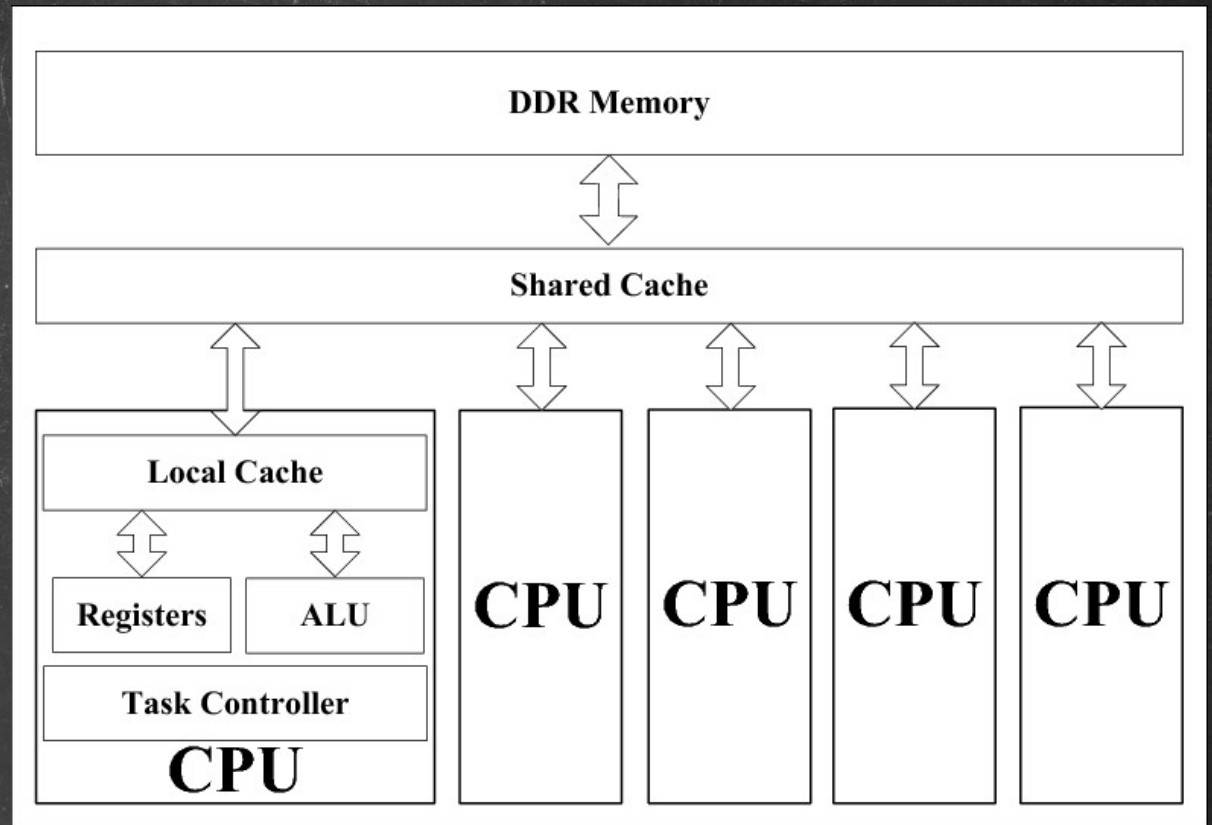 DDR Memory
Shared Cache
Local Cache
Registers
ALU
Task Controller
CPU
CPU
CPU
CPU
CPU